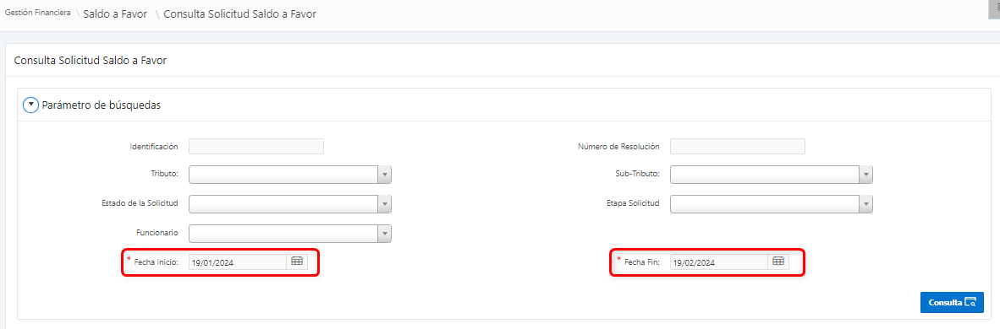 Gestión Financiera \ Saldo a Favor \ Consulta Solicitud Saldo a Favor
Consulta Solicitud Saldo a Favor
Parámetro de búsquedas
Identificación
Número de Resolución
Tributo:
Sub-Tributo:
Estado de la Solicitud
Etapa Solicitud
Funcionario
* Fecha Inicio: 19/01/2024
* Fecha Fin: 19/02/2024
Consulta